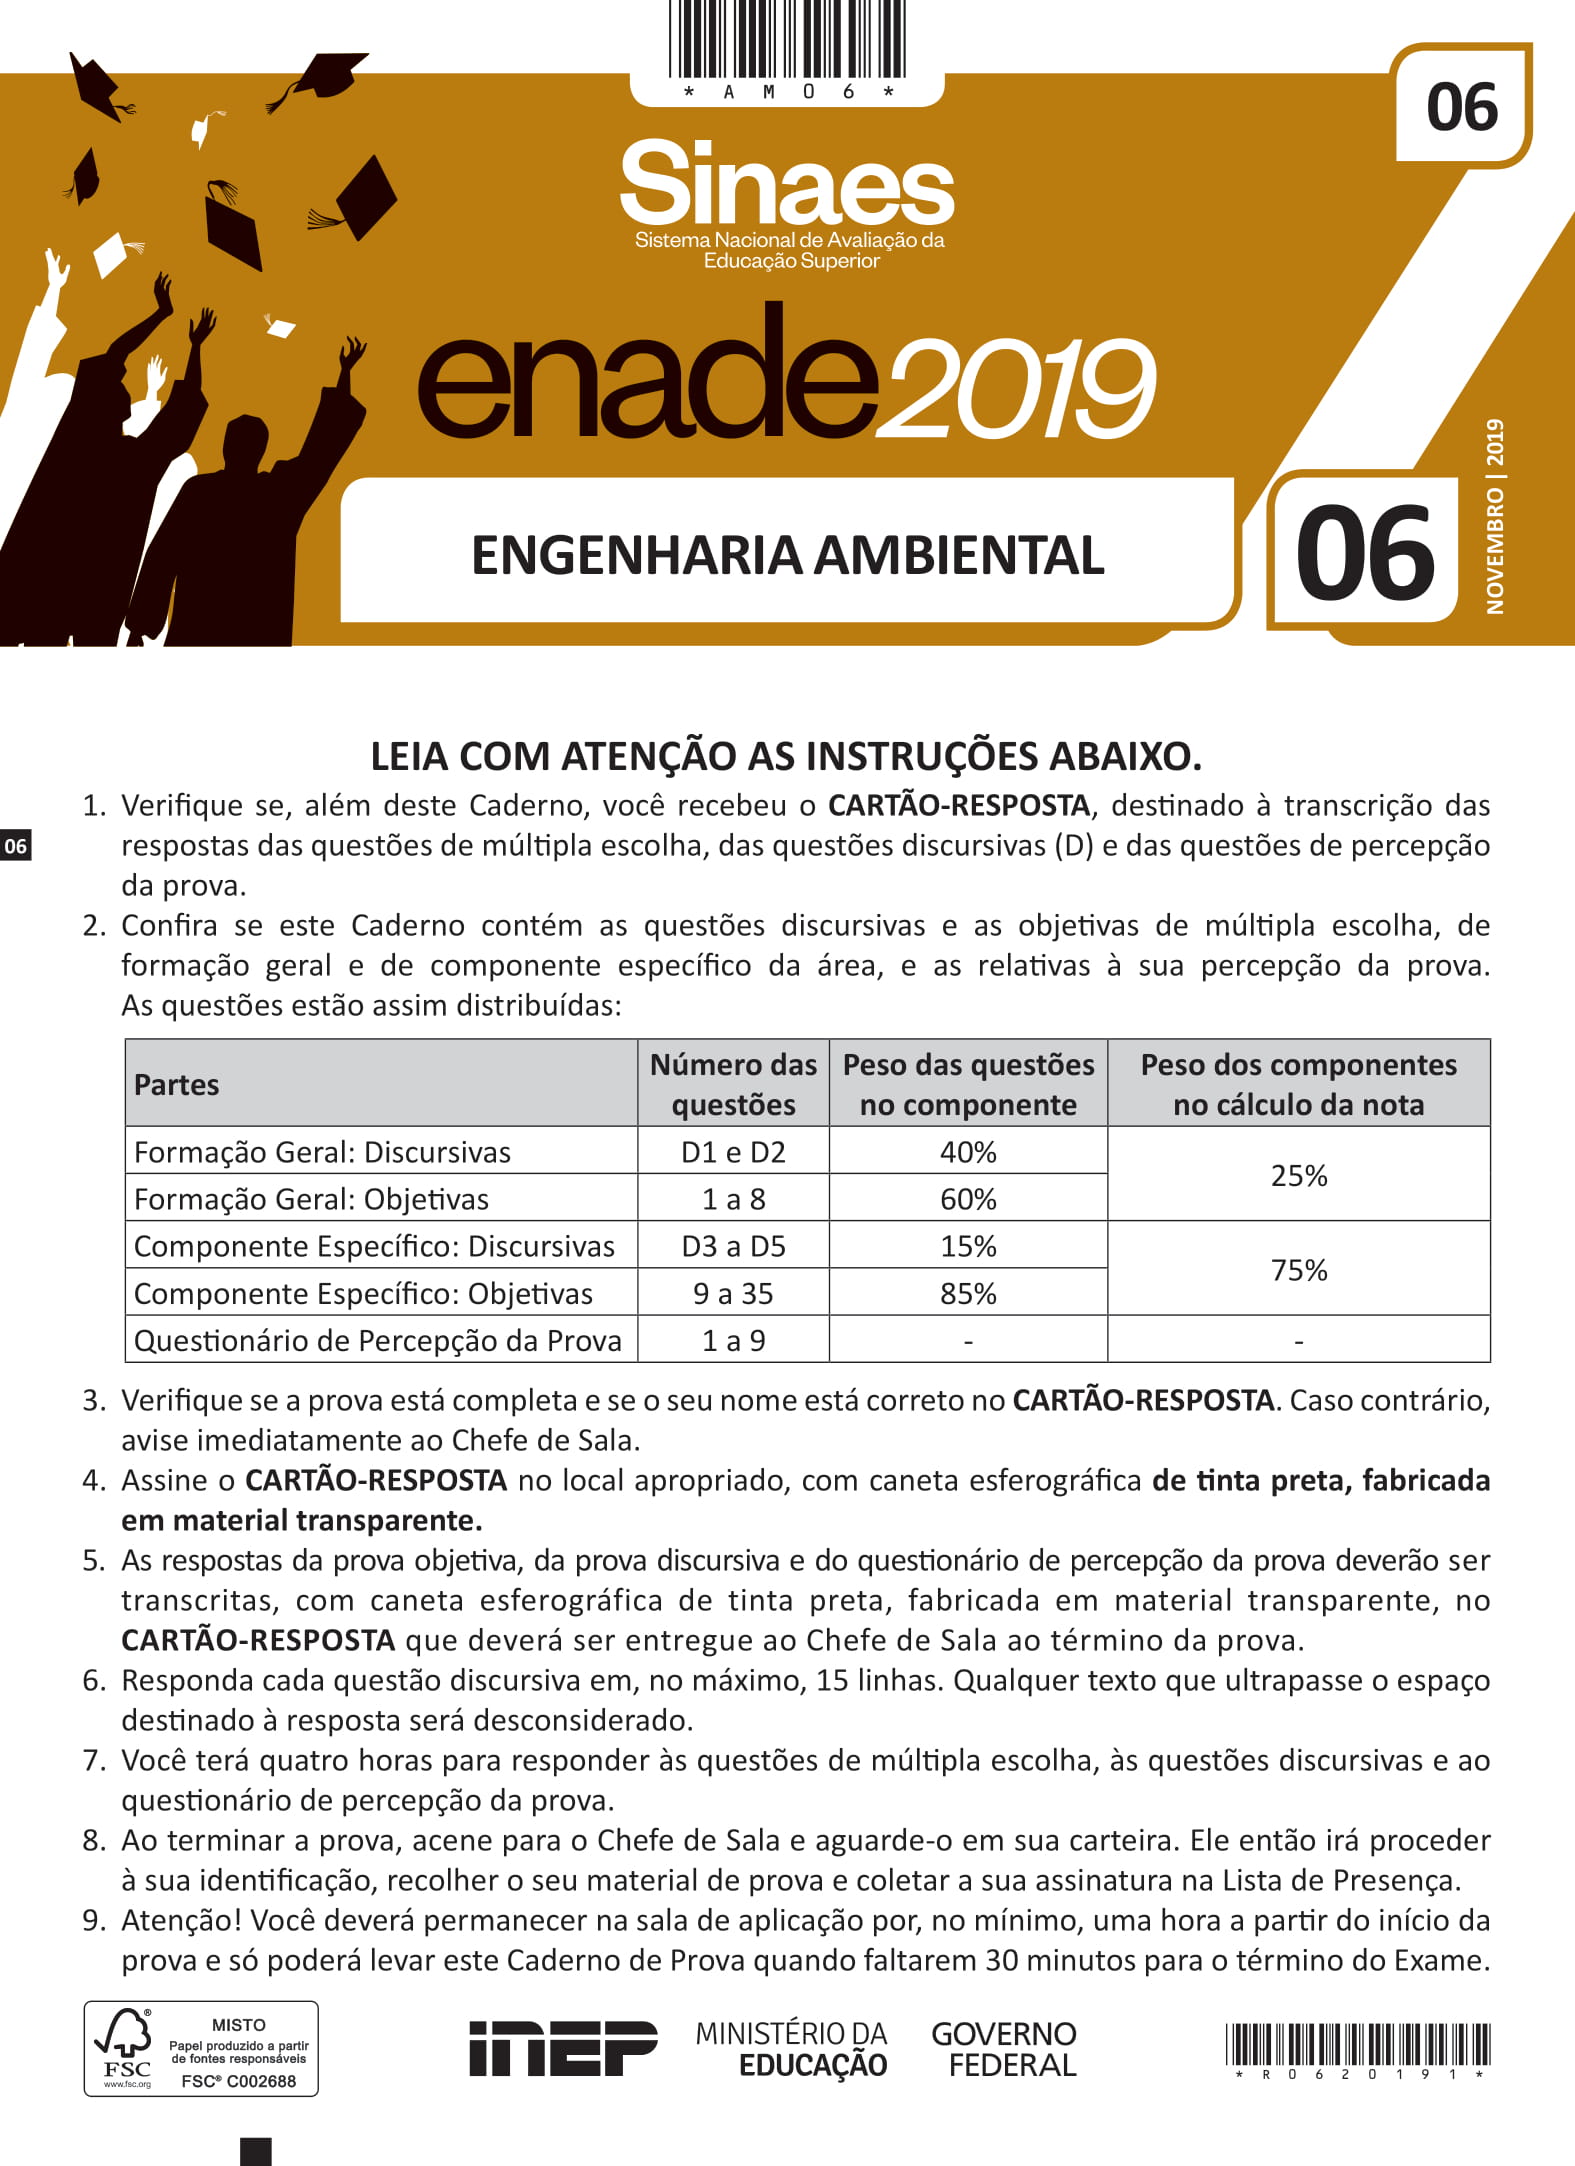 * A M 0 6 *
06
Sinaes
Sistema Nacional de Avaliação da
Educação Superior
enade2019
NOVEMBRO | 2019
ENGENHARIA AMBIENTAL
06
LEIA COM ATENÇÃO AS INSTRUÇÕES ABAIXO.
1. Verifique se, além deste Caderno, você recebeu o CARTÃO-RESPOSTA, destinado à transcrição das
06
respostas das questões de múltipla escolha, das questões discursivas (D) e das questões de percepção
da prova.
2. Confira se este Caderno contém as questões discursivas e as objetivas de múltipla escolha, de
formação geral e de componente específico da área, e as relativas à sua percepção da prova.
As questões estão assim distribuídas:
Partes
Número das
questões
Peso das questões
no componente
Peso dos componentes
no cálculo da nota
Formação Geral: Discursivas D1 e D2 40%
25%
Formação Geral: Objetivas 1 a 8 60%
Componente Específico: Discursivas D3 a D5 15%
75%
Componente Específico: Objetivas 9 a 35 85%
Questionário de Percepção da Prova 1 a 9 - -
3. Verifique se a prova está completa e se o seu nome está correto no CARTÃO-RESPOSTA. Caso contrário,
avise imediatamente ao Chefe de Sala.
4. Assine o CARTÃO-RESPOSTA no local apropriado, com caneta esferográfica de tinta preta, fabricada
em material transparente.
5. As respostas da prova objetiva, da prova discursiva e do questionário de percepção da prova deverão ser
transcritas, com caneta esferográfica de tinta preta, fabricada em material transparente, no
CARTÃO-RESPOSTA que deverá ser entregue ao Chefe de Sala ao término da prova.
6. Responda cada questão discursiva em, no máximo, 15 linhas. Qualquer texto que ultrapasse o espaço
destinado à resposta será desconsiderado.
7. Você terá quatro horas para responder às questões de múltipla escolha, às questões discursivas e ao
questionário de percepção da prova.
8. Ao terminar a prova, acene para o Chefe de Sala e aguarde-o em sua carteira. Ele então irá proceder
à sua identificação, recolher o seu material de prova e coletar a sua assinatura na Lista de Presença.
9. Atenção! Você deverá permanecer na sala de aplicação por, no mínimo, uma hora a partir do início da
prova e só poderá levar este Caderno de Prova quando faltarem 30 minutos para o término do Exame.
®
FSC
www.fsc.org
MISTO
Papel produzido a partir
de fontes responsáveis
FSC® C002688
INEP
MINISTÉRIO DA
EDUCAÇÃO
GOVERNO
FEDERAL
* R 0 6 2 0 1 9 1 *